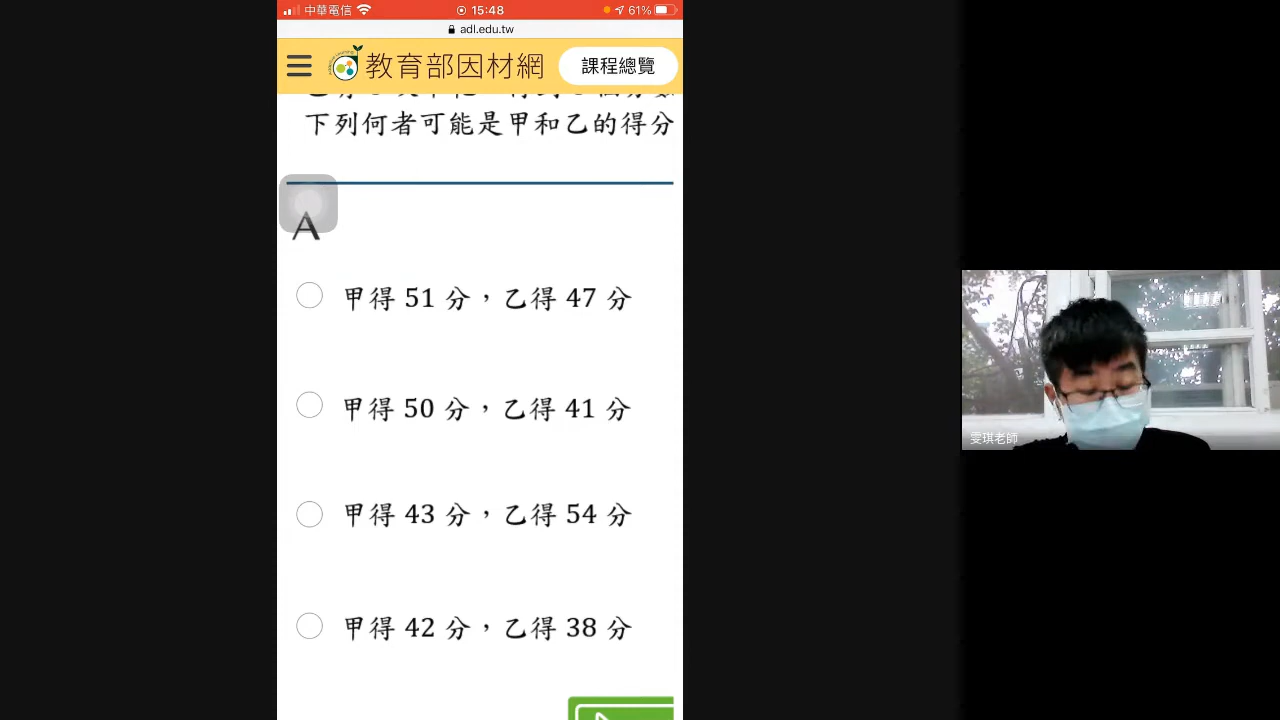 中華電信
15:48
61%
adl.edu.tw
教育部因材網
課程總覽
下列何者可能是甲和乙的得分
A
甲得 51 分，乙得 47 分
甲得 50 分，乙得 41 分
甲得 43 分，乙得 54 分
甲得 42 分，乙得 38 分
雯琪老師